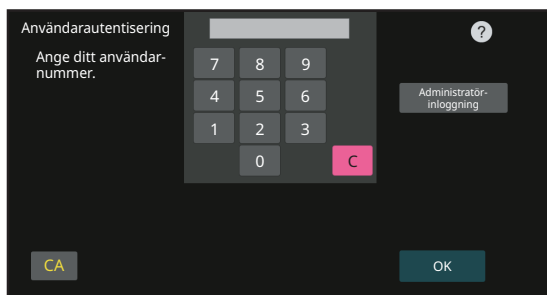 Användarautentisering
?
Ange ditt användar-
nummer.
7 8 9
4 5 6
1 2 3
0 C
Administratör-
inloggning
CA
OK